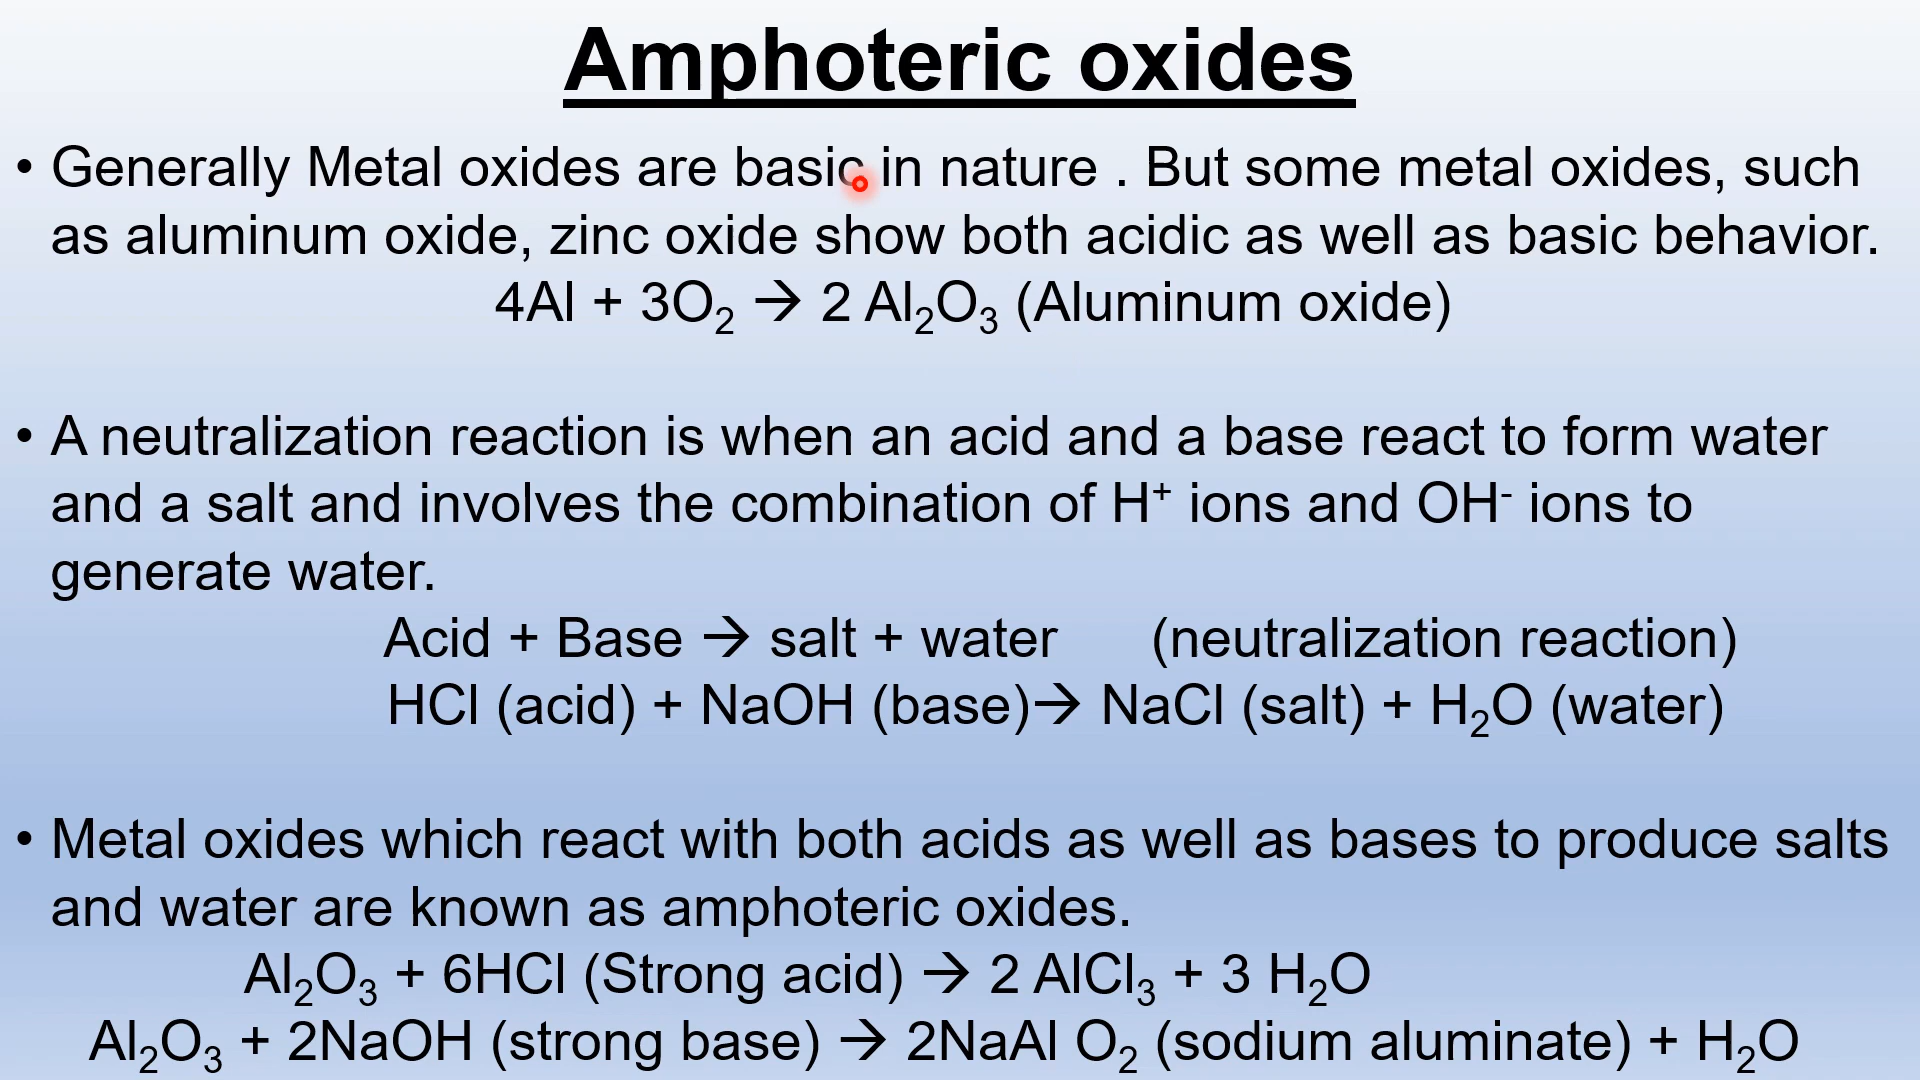 Amphoteric oxides
• Generally Metal oxides are basic in nature . But some metal oxides, such
as aluminum oxide, zinc oxide show both acidic as well as basic behavior.
4Al + 3O₂ → 2 Al₂O₃ (Aluminum oxide)
• A neutralization reaction is when an acid and a base react to form water
and a salt and involves the combination of H⁺ ions and OH⁻ ions to
generate water.
Acid + Base → salt + water (neutralization reaction)
HCl (acid) + NaOH (base)→ NaCl (salt) + H₂O (water)
• Metal oxides which react with both acids as well as bases to produce salts
and water are known as amphoteric oxides.
Al₂O₃ + 6HCl (Strong acid) → 2 AlCl₃ + 3 H₂O
Al₂O₃ + 2NaOH (strong base) → 2NaAl O₂ (sodium aluminate) + H₂O